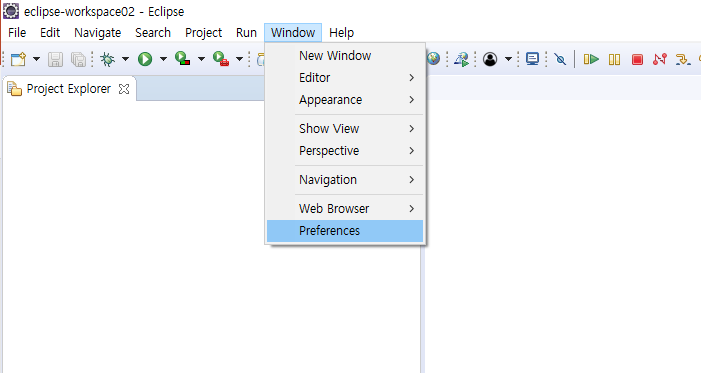 eclipse-workspace02 - Eclipse
File Edit Navigate Search Project Run Window Help
Project Explorer
New Window
Editor
Appearance
Show View
Perspective
Navigation
Web Browser
Preferences